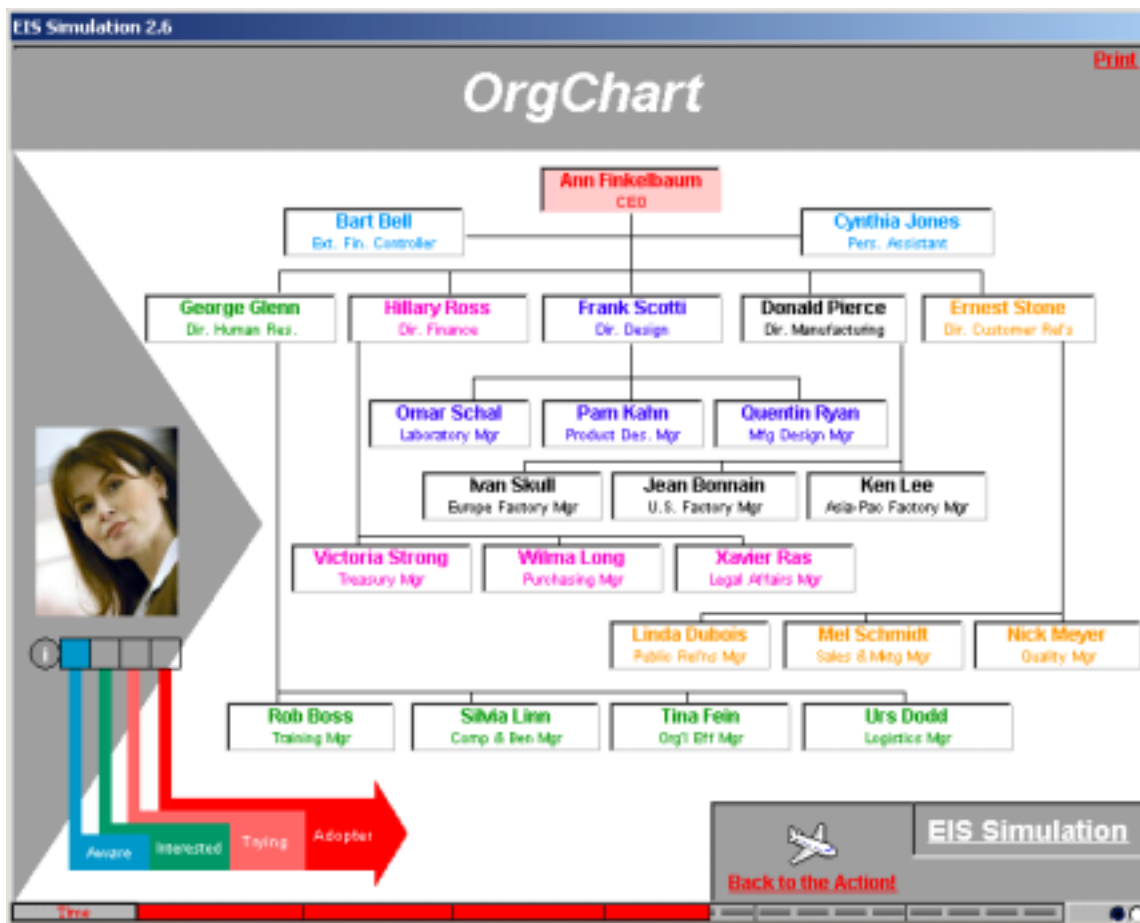 EIS Simulation 2.6
Print
OrgChart
Ann Finkelbaum
CEO
Bart Bell
Ext. Fin. Controller
Cynthia Jones
Pers. Assistant
George Glenn
Dir. Human Res.
Hillary Ross
Dir. Finance
Frank Scotti
Dir. Design
Donald Pierce
Dir. Manufacturing
Ernest Stone
Dir. Customer Rel's
Omar Schal
Laboratory Mgr
Pam Kahn
Product Des. Mgr
Quentin Ryan
Mfg Design Mgr
Ivan Skull
Europe Factory Mgr
Jean Bonnain
U.S. Factory Mgr
Ken Lee
Asia-Pac Factory Mgr
Victoria Strong
Treasury Mgr
Wilma Long
Purchasing Mgr
Xavier Ras
Legal Affairs Mgr
Linda Dubois
Public Rel'ns Mgr
Mel Schmidt
Sales & Mktg Mgr
Nick Meyer
Quality Mgr
i
Rob Boss
Training Mgr
Silvia Linn
Comp & Ben Mgr
Tina Fein
Org'l Eff Mgr
Urs Dodd
Logistics Mgr
Aware
Interested
Trying
Adopter
EIS Simulation
Back to the Action!
Time